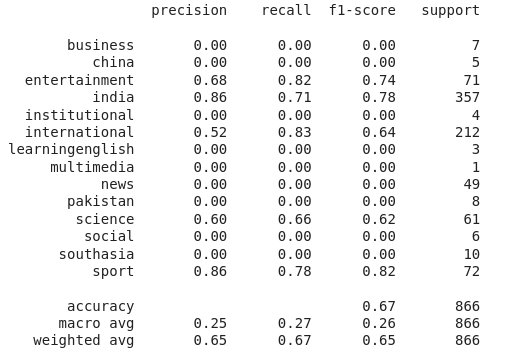 precision recall f1-score support
business 0.00 0.00 0.00 7
china 0.00 0.00 0.00 5
entertainment 0.68 0.82 0.74 71
india 0.86 0.71 0.78 357
institutional 0.00 0.00 0.00 4
international 0.52 0.83 0.64 212
learningenglish 0.00 0.00 0.00 3
multimedia 0.00 0.00 0.00 1
news 0.00 0.00 0.00 49
pakistan 0.00 0.00 0.00 8
science 0.60 0.66 0.62 61
social 0.00 0.00 0.00 6
southasia 0.00 0.00 0.00 10
sport 0.86 0.78 0.82 72
accuracy 0.67 866
macro avg 0.25 0.27 0.26 866
weighted avg 0.65 0.67 0.65 866